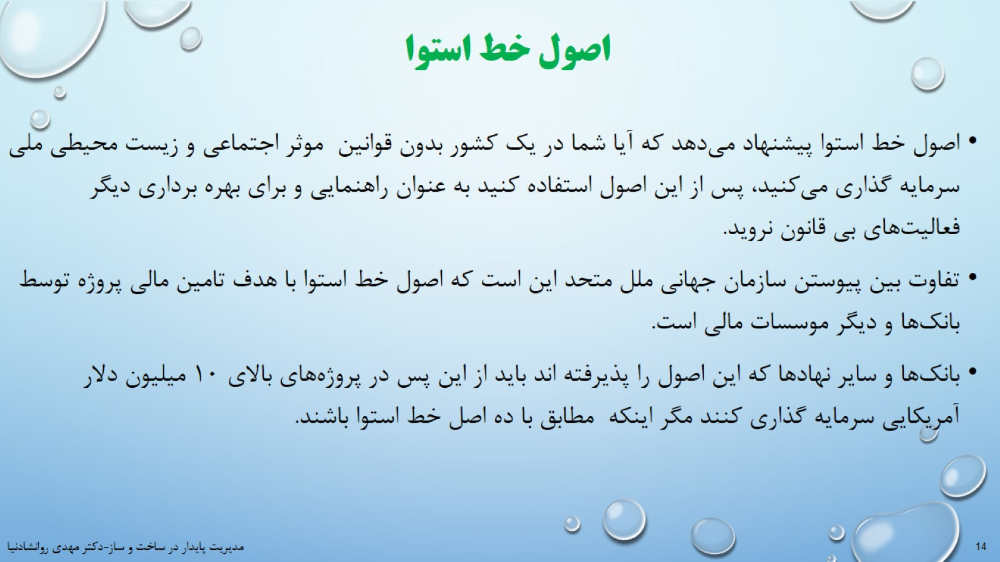 اصول خط استوا
• اصول خط استوا پیشنهاد می‌دهد که آیا شما در یک کشور بدون قوانین موثر اجتماعی و زیست محیطی ملی
سرمایه گذاری می‌کنید، پس از این اصول استفاده کنید به عنوان راهنمایی و برای بهره برداری دیگر
فعالیت‌های بی قانون نروید.
• تفاوت بین پیوستن سازمان جهانی ملل متحد این است که اصول خط استوا با هدف تامین مالی پروژه توسط
بانک‌ها و دیگر موسسات مالی است.
• بانک‌ها و سایر نهادها که این اصول را پذیرفته اند باید از این پس در پروژه‌های بالای ۱۰ میلیون دلار
آمریکایی سرمایه گذاری کنند مگر اینکه مطابق با ده اصل خط استوا باشند.
مدیریت پایدار در ساخت و ساز-دکتر مهدی روانشادنیا
14